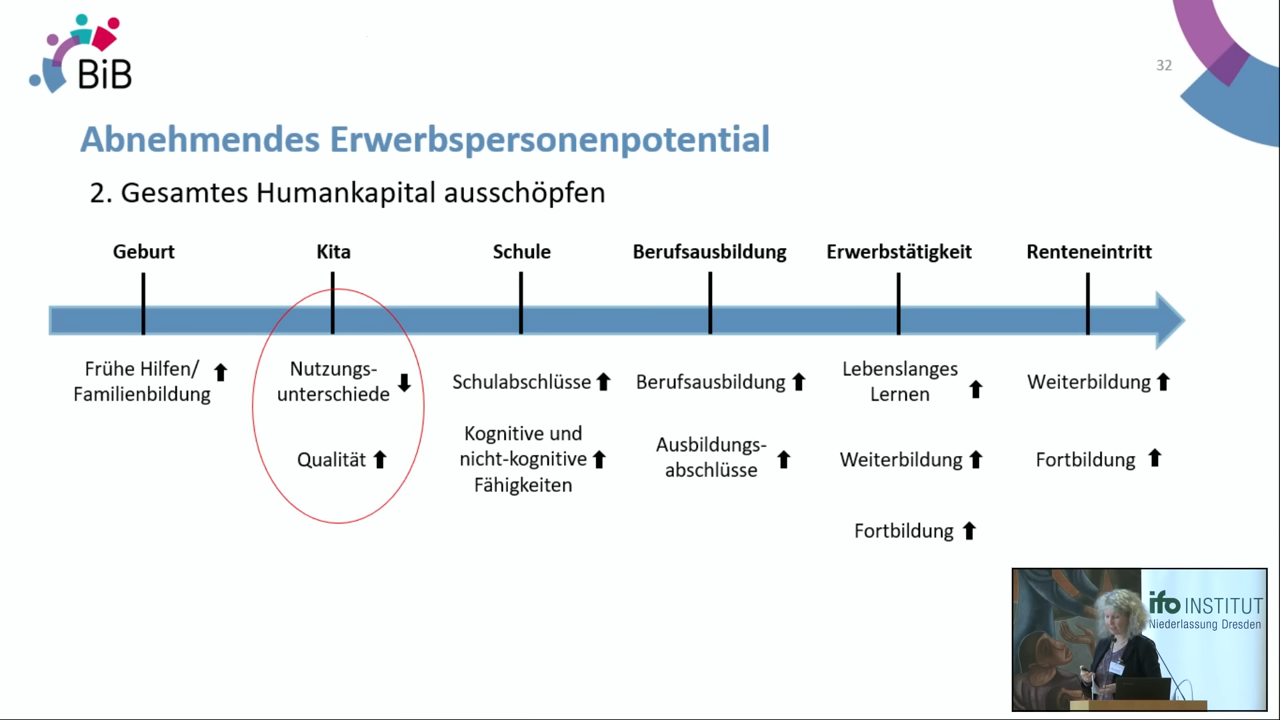 BiB
32
Abnehmendes Erwerbspersonenpotential
2. Gesamtes Humankapital ausschöpfen
Geburt
Kita
Schule
Berufsausbildung
Erwerbstätigkeit
Renteneintritt
Frühe Hilfen/
Familienbildung
Nutzungs-
unterschiede
Qualität
Schulabschlüsse
Kognitive und
nicht-kognitive
Fähigkeiten
Berufsausbildung
Ausbildungs-
abschlüsse
Lebenslanges
Lernen
Weiterbildung
Fortbildung
Weiterbildung
Fortbildung
ifo INSTITUT
Niederlassung Dresden